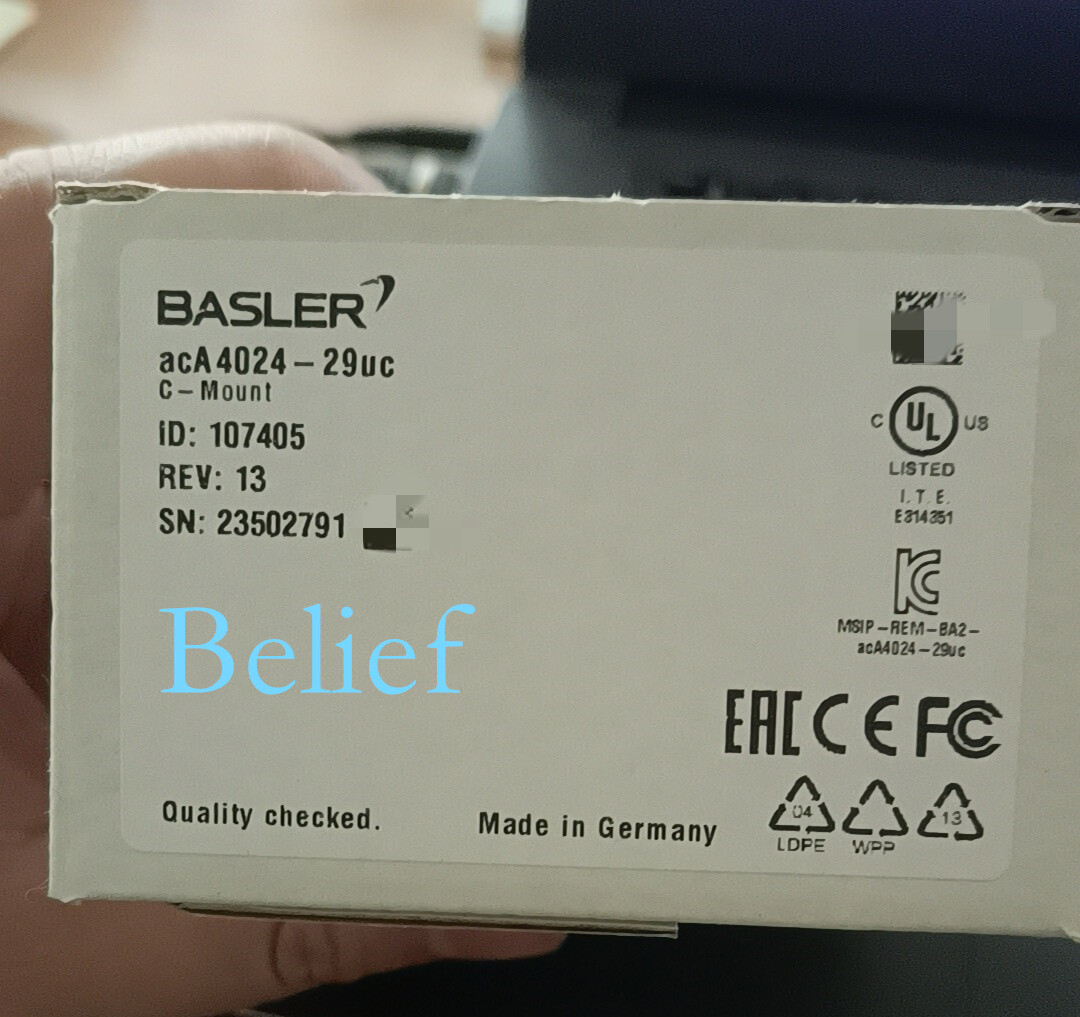 BASLER
acA4024-29uc
C-Mount
ID: 107405
REV: 13
SN: 23502791
Belief
Quality checked.
Made in Germany
C UL US
LISTED
I.T.E.
E314351
KC
MSIP-REM-BA2-
acA4024-29uc
EAC CE FC
04 13
LDPE WPP